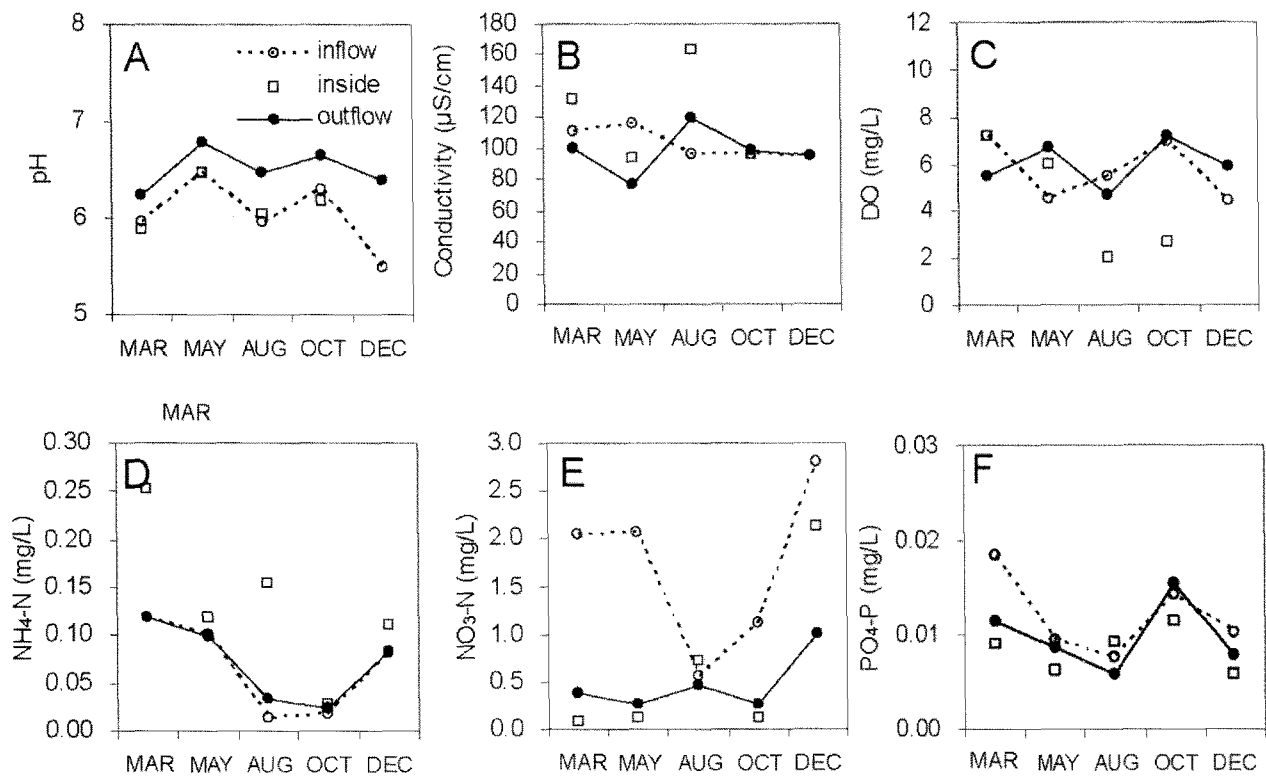 A
inflow
inside
outflow
pH
8
7
6
5
MAR MAY AUG OCT DEC
B
Conductivity (µS/cm)
180
160
140
120
100
80
60
40
20
0
MAR MAY AUG OCT DEC
C
DO (mg/L)
12
10
8
6
4
2
0
MAR MAY AUG OCT DEC
MAR
D
NH4-N (mg/L)
0.30
0.25
0.20
0.15
0.10
0.05
0.00
MAR MAY AUG OCT DEC
E
NO3-N (mg/L)
3.0
2.5
2.0
1.5
1.0
0.5
0.0
MAR MAY AUG OCT DEC
F
PO4-P (mg/L)
0.03
0.02
0.01
0.00
MAR MAY AUG OCT DEC